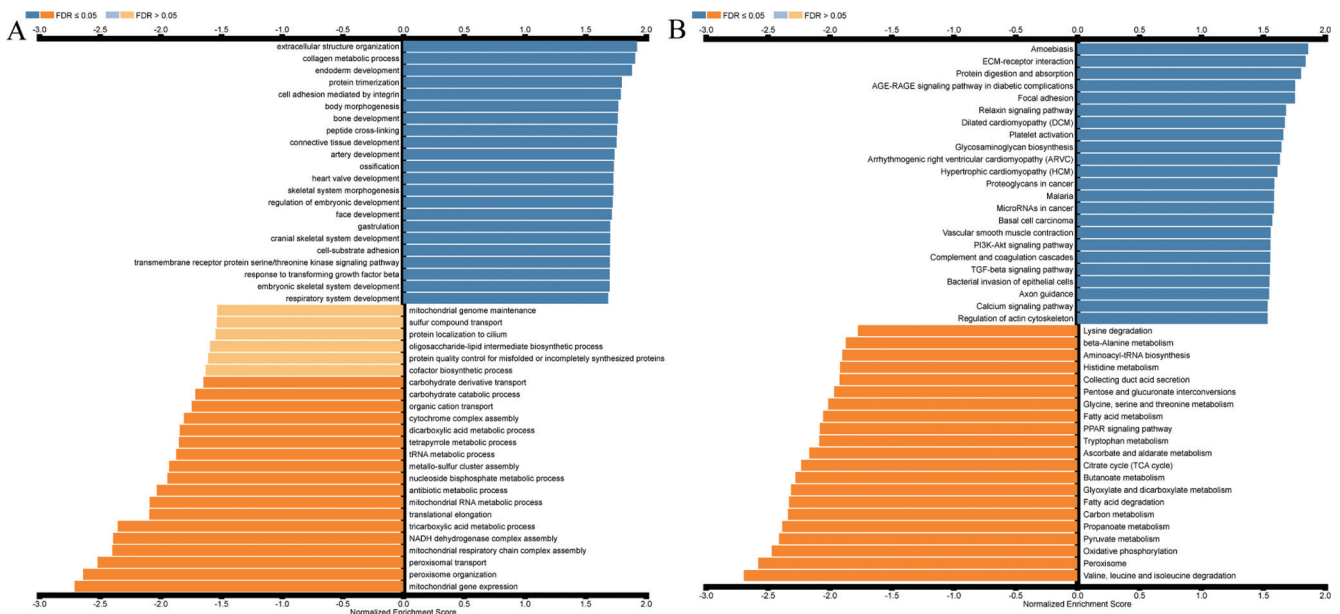 A
FDR ≤ 0.05 FDR > 0.05
-3.0 -2.5 -2.0 -1.5 -1.0 -0.5 0.0 0.5 1.0 1.5 2.0
extracellular structure organization
collagen metabolic process
endoderm development
protein trimerization
cell adhesion mediated by integrin
body morphogenesis
bone development
peptide cross-linking
connective tissue development
artery development
ossification
heart valve development
skeletal system morphogenesis
regulation of embryonic development
face development
gastrulation
cranial skeletal system development
cell-substrate adhesion
transmembrane receptor protein serine/threonine kinase signaling pathway
response to transforming growth factor beta
embryonic skeletal system development
respiratory system development
mitochondrial genome maintenance
sulfur compound transport
protein localization to cilium
oligosaccharide-lipid intermediate biosynthetic process
protein quality control for misfolded or incompletely synthesized proteins
cofactor biosynthetic process
carbohydrate derivative transport
carbohydrate catabolic process
organic cation transport
cytochrome complex assembly
dicarboxylic acid metabolic process
tetrapyrrole metabolic process
tRNA metabolic process
metallo-sulfur cluster assembly
nucleoside bisphosphate metabolic process
antibiotic metabolic process
mitochondrial RNA metabolic process
translational elongation
tricarboxylic acid metabolic process
NADH dehydrogenase complex assembly
mitochondrial respiratory chain complex assembly
peroxisomal transport
peroxisome organization
mitochondrial gene expression
-3.0 -2.5 -2.0 -1.5 -1.0 -0.5 0.0 0.5 1.0 1.5 2.0
Normalized Enrichment Score
B
FDR ≤ 0.05 FDR > 0.05
-3.0 -2.5 -2.0 -1.5 -1.0 -0.5 0.0 0.5 1.0 1.5 2.0
Amoebiasis
ECM-receptor interaction
Protein digestion and absorption
AGE-RAGE signaling pathway in diabetic complications
Focal adhesion
Relaxin signaling pathway
Dilated cardiomyopathy (DCM)
Platelet activation
Glycosaminoglycan biosynthesis
Arrhythmogenic right ventricular cardiomyopathy (ARVC)
Hypertrophic cardiomyopathy (HCM)
Proteoglycans in cancer
Malaria
MicroRNAs in cancer
Basal cell carcinoma
Vascular smooth muscle contraction
PI3K-Akt signaling pathway
Complement and coagulation cascades
TGF-beta signaling pathway
Bacterial invasion of epithelial cells
Axon guidance
Calcium signaling pathway
Regulation of actin cytoskeleton
Lysine degradation
beta-Alanine metabolism
Aminoacyl-tRNA biosynthesis
Histidine metabolism
Collecting duct acid secretion
Pentose and glucuronate interconversions
Glycine, serine and threonine metabolism
Fatty acid metabolism
PPAR signaling pathway
Tryptophan metabolism
Ascorbate and aldarate metabolism
Citrate cycle (TCA cycle)
Butanoate metabolism
Glyoxylate and dicarboxylate metabolism
Fatty acid degradation
Carbon metabolism
Propanoate metabolism
Pyruvate metabolism
Oxidative phosphorylation
Peroxisome
Valine, leucine and isoleucine degradation
-3.0 -2.5 -2.0 -1.5 -1.0 -0.5 0.0 0.5 1.0 1.5 2.0
Normalized Enrichment Score